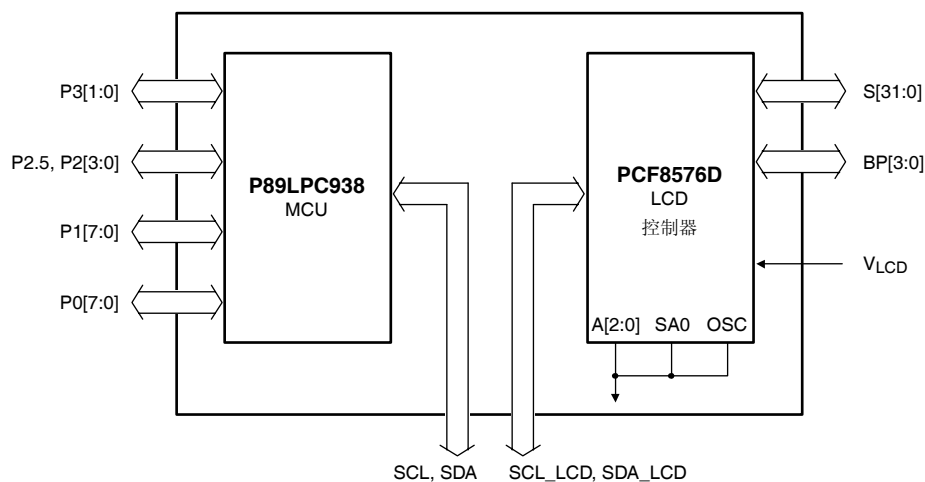 P3[1:0]
P2.5, P2[3:0]
P1[7:0]
P0[7:0]
P89LPC938
MCU
PCF8576D
LCD
控制器
A[2:0] SA0 OSC
S[31:0]
BP[3:0]
VLCD
SCL, SDA
SCL_LCD, SDA_LCD